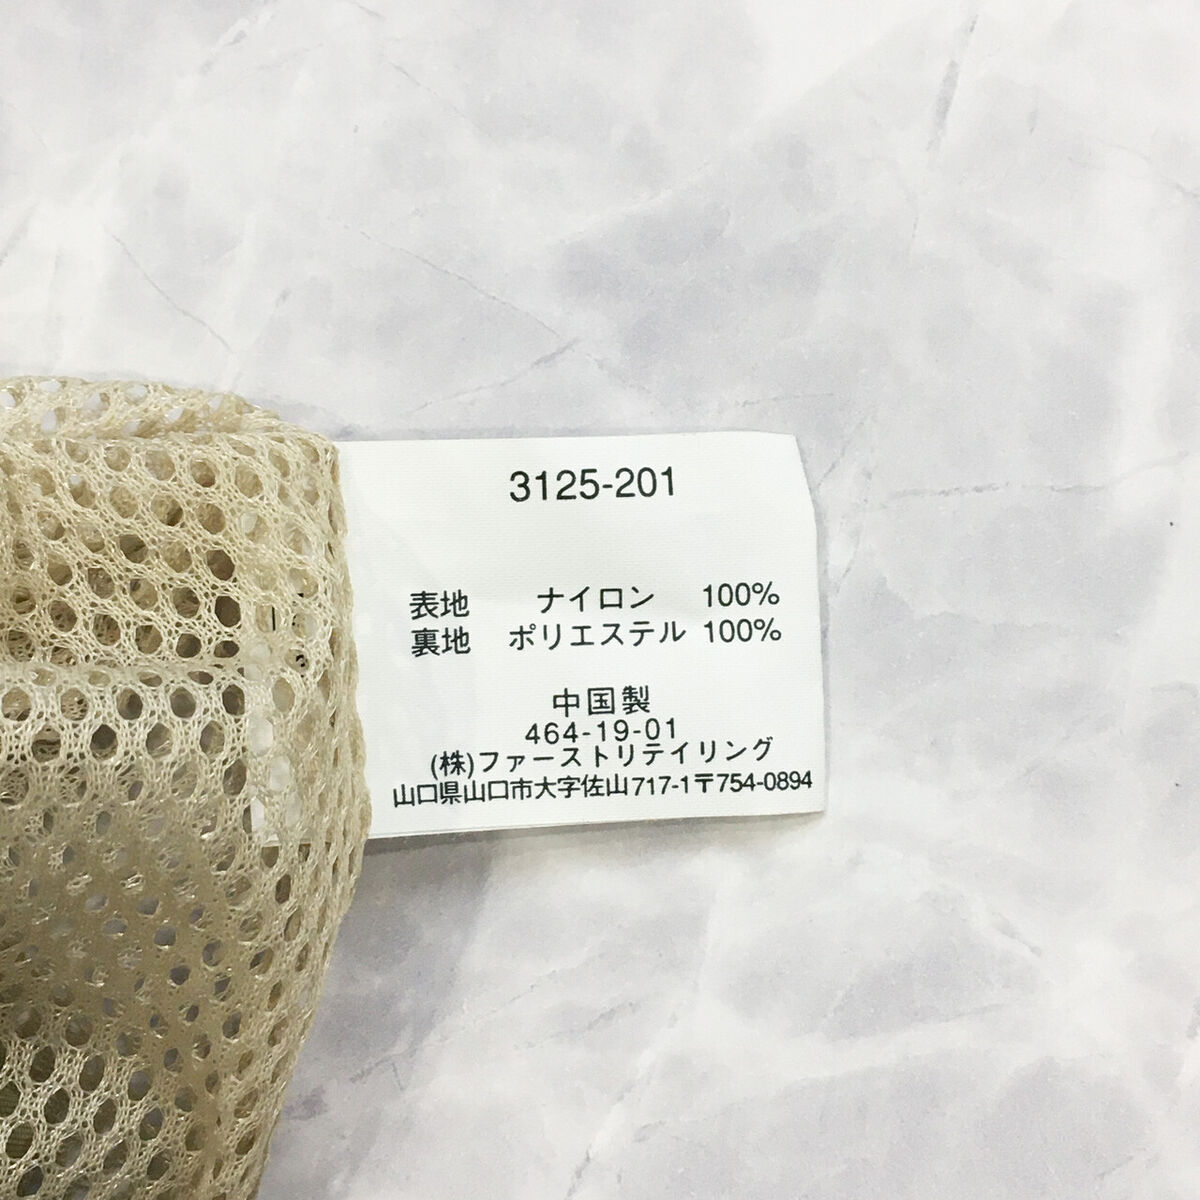 3125-201
表地 ナイロン 100%
裏地 ポリエステル 100%
中国製
464-19-01
(株)ファーストリテイリング
山口県山口市大字佐山717-1〒754-0894